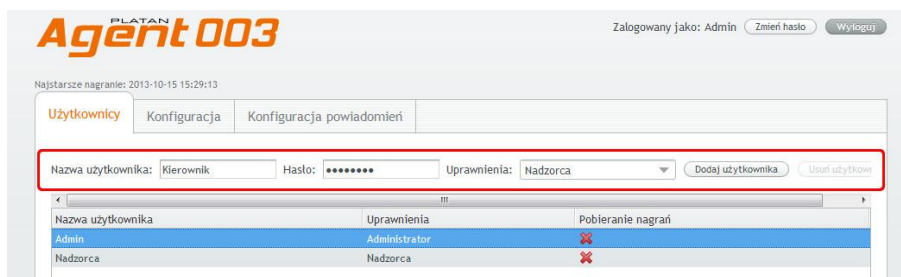 PLATAN
Agent 003
Zalogowany jako: Admin Zmień hasło Wyloguj
Najstarsze nagranie: 2013-10-15 15:29:13
Użytkownicy Konfiguracja Konfiguracja powiadomień
Nazwa użytkownika: Kierownik Hasło: •••••••• Uprawnienia: Nadzorca Dodaj użytkownika Usuń użytkow
Nazwa użytkownika Uprawnienia Pobieranie nagrań
Admin Administrator
Nadzorca Nadzorca